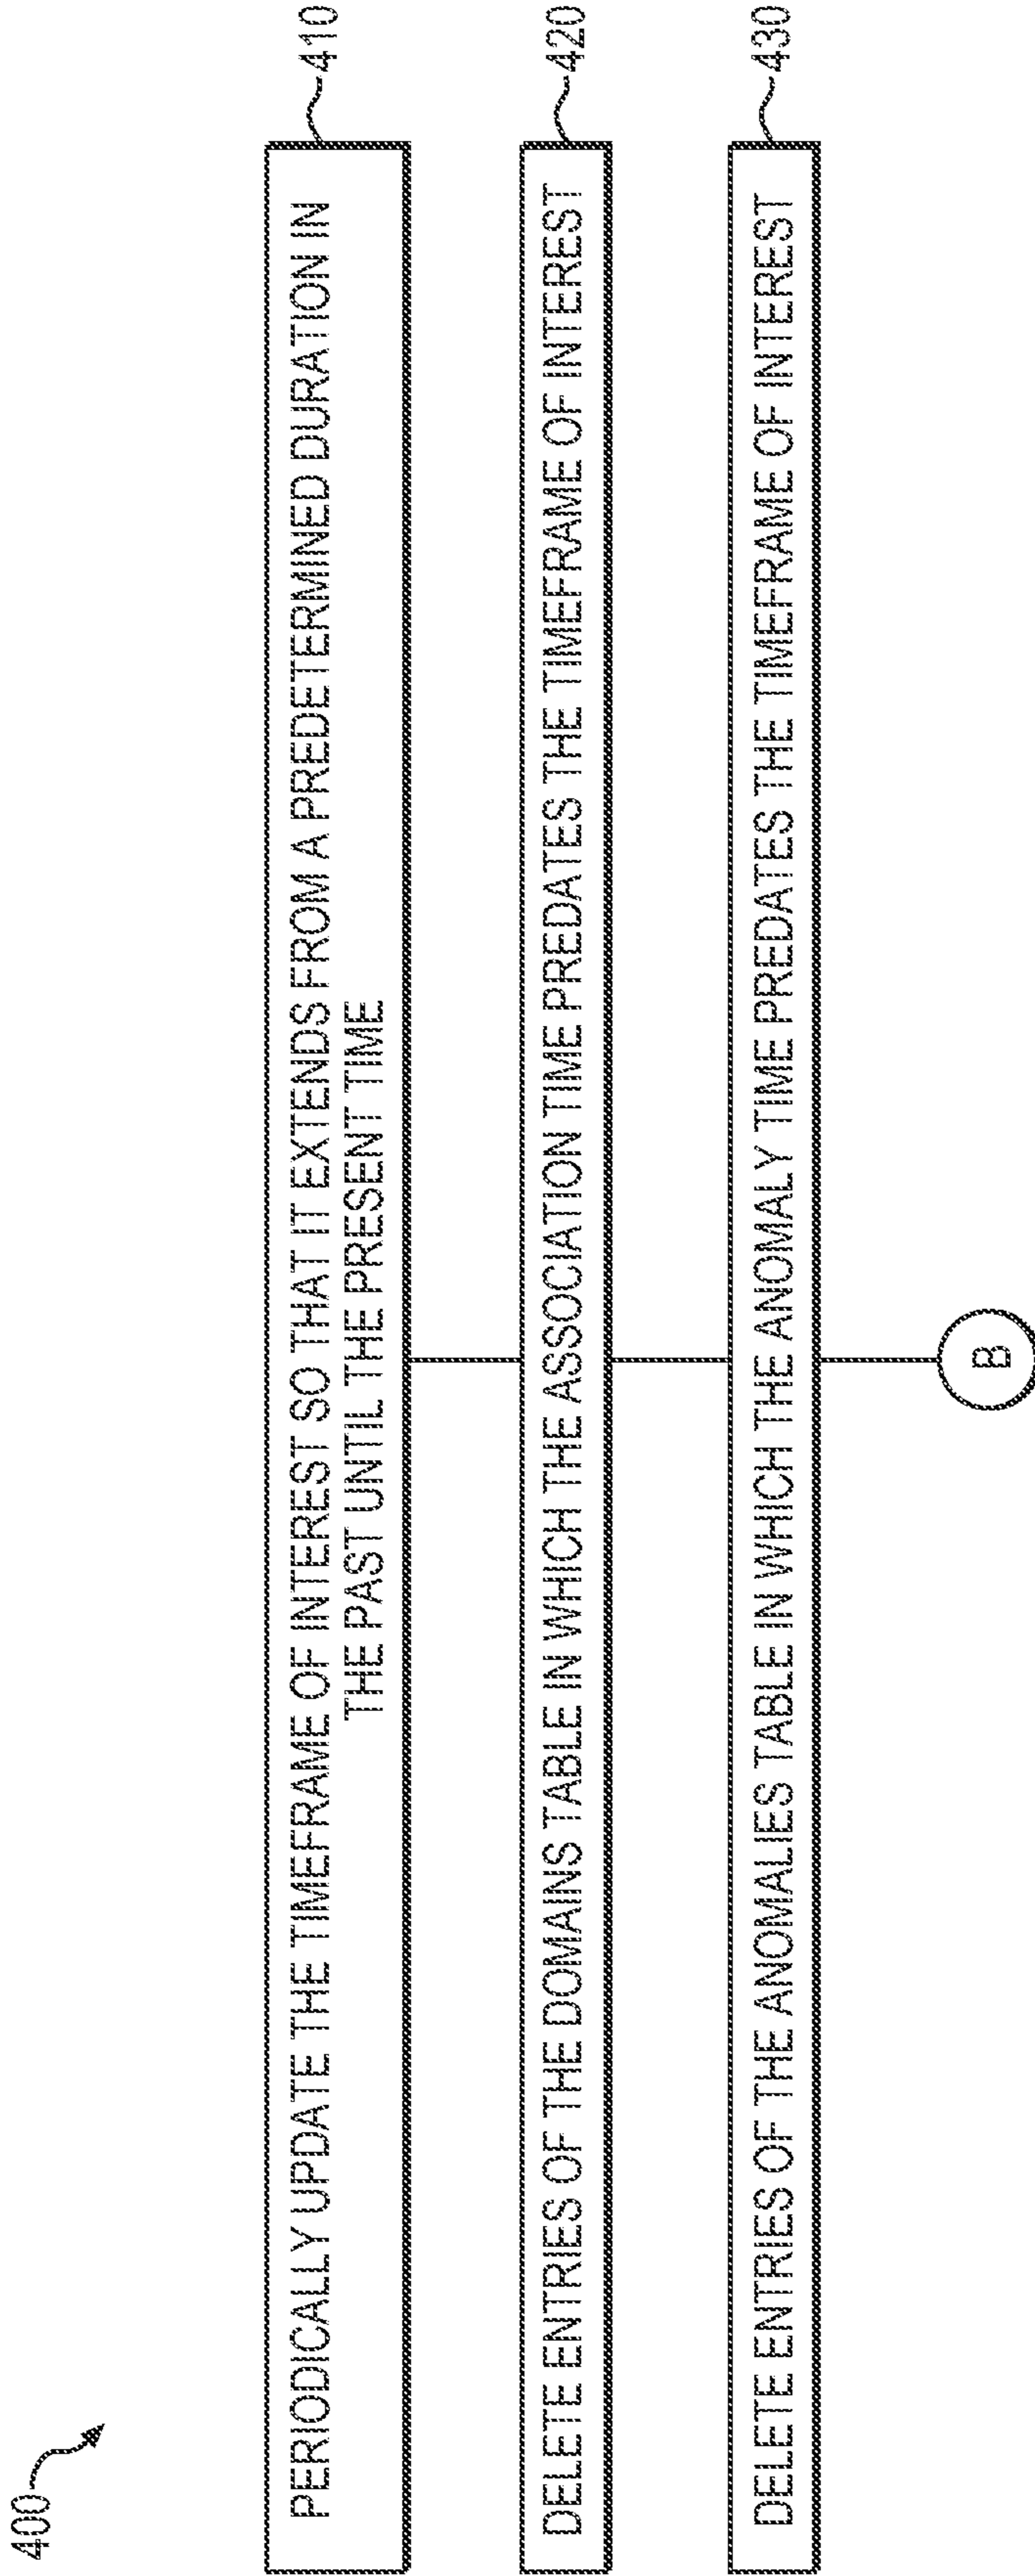 400
PERIODICALLY UPDATE THE TIMEFRAME OF INTEREST SO THAT IT EXTENDS FROM A PREDETERMINED DURATION IN
THE PAST UNTIL THE PRESENT TIME
410
DELETE ENTRIES OF THE DOMAINS TABLE IN WHICH THE ASSOCIATION TIME PREDATES THE TIMEFRAME OF INTEREST
420
DELETE ENTRIES OF THE ANOMALIES TABLE IN WHICH THE ANOMALY TIME PREDATES THE TIMEFRAME OF INTEREST
430
B